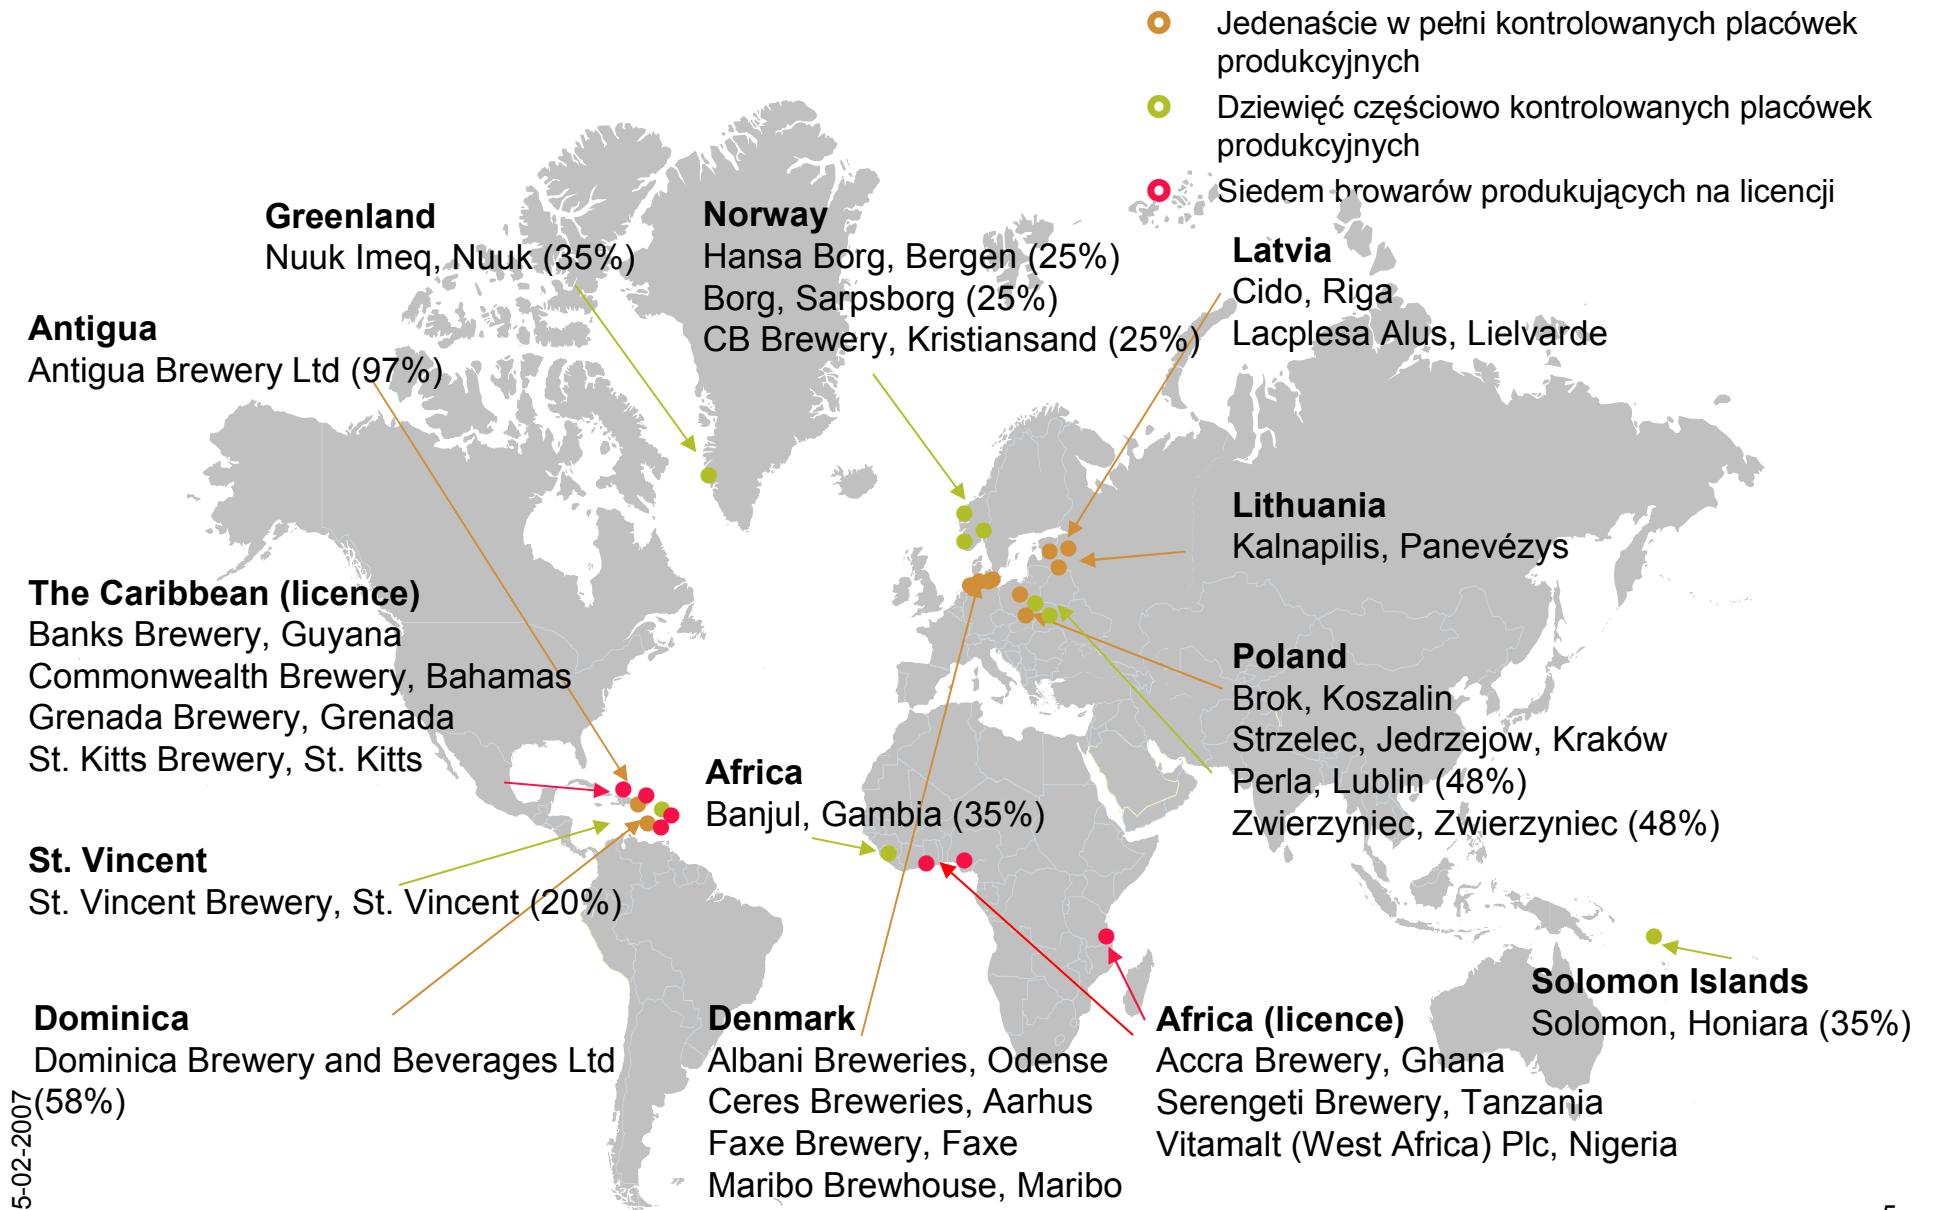 Jedenaście w pełni kontrolowanych placówek
produkcyjnych
Dziewięć częściowo kontrolowanych placówek
produkcyjnych
Siedem browarów produkujących na licencji
Greenland
Nuuk Imeq, Nuuk (35%)
Norway
Hansa Borg, Bergen (25%)
Borg, Sarpsborg (25%)
CB Brewery, Kristiansand (25%)
Latvia
Cido, Riga
Lacplesa Alus, Lielvarde
Antigua
Antigua Brewery Ltd (97%)
Lithuania
Kalnapilis, Panevézys
The Caribbean (licence)
Banks Brewery, Guyana
Commonwealth Brewery, Bahamas
Grenada Brewery, Grenada
St. Kitts Brewery, St. Kitts
Poland
Brok, Koszalin
Strzelec, Jedrzejow, Kraków
Perla, Lublin (48%)
Zwierzyniec, Zwierzyniec (48%)
Africa
Banjul, Gambia (35%)
St. Vincent
St. Vincent Brewery, St. Vincent (20%)
Solomon Islands
Solomon, Honiara (35%)
Dominica
Dominica Brewery and Beverages Ltd
(58%)
Denmark
Albani Breweries, Odense
Ceres Breweries, Aarhus
Faxe Brewery, Faxe
Maribo Brewhouse, Maribo
Africa (licence)
Accra Brewery, Ghana
Serengeti Brewery, Tanzania
Vitamalt (West Africa) Plc, Nigeria
5-02-2007